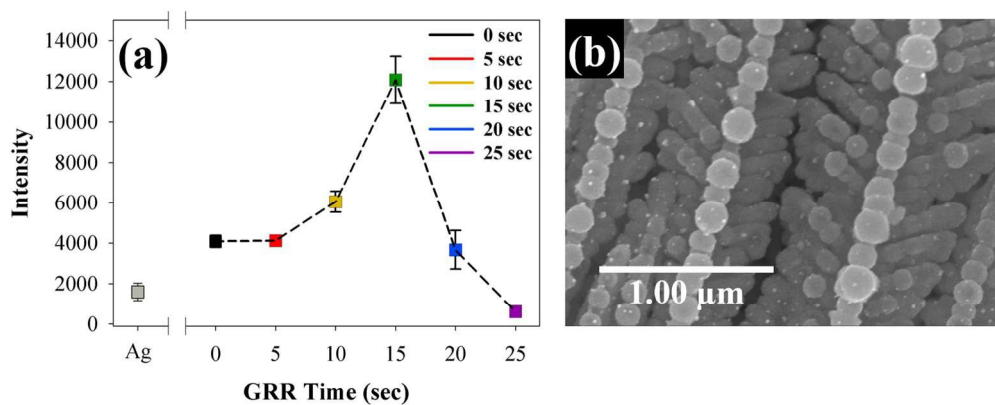 (a)
14000
12000
10000
8000
6000
4000
2000
0
Intensity
0 sec
5 sec
10 sec
15 sec
20 sec
25 sec
Ag 0 5 10 15 20 25
GRR Time (sec)
(b)
1.00 µm